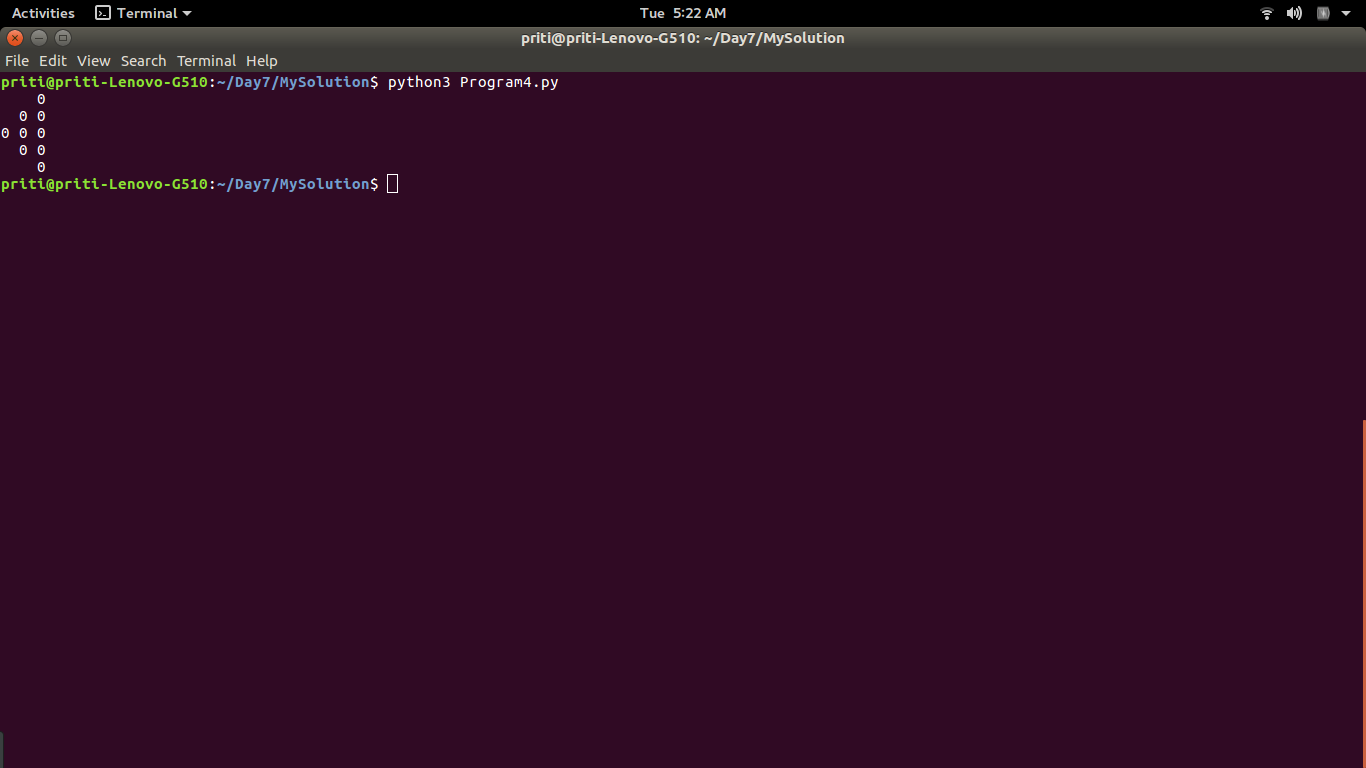 Activities Terminal Tue 5:22 AM
priti@priti-Lenovo-G510: ~/Day7/MySolution
File Edit View Search Terminal Help
priti@priti-Lenovo-G510:~/Day7/MySolution$ python3 Program4.py
    0
  0 0
0 0 0
  0 0
    0
priti@priti-Lenovo-G510:~/Day7/MySolution$